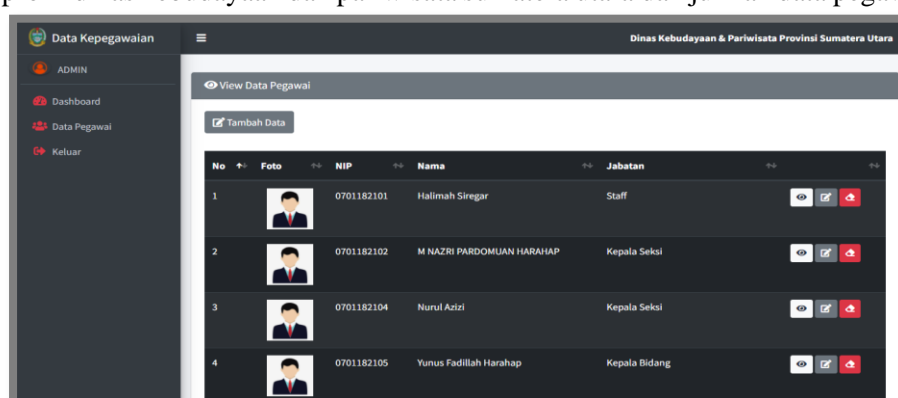 Data Kepegawaian
Dinas Kebudayaan & Pariwisata Provinsi Sumatera Utara
ADMIN
Dashboard
Data Pegawai
Keluar
View Data Pegawai
Tambah Data
No Foto NIP Nama Jabatan
1 0701182101 Halimah Siregar Staff
2 0701182102 M NAZRI PARDOMUAN HARAHAP Kepala Seksi
3 0701182104 Nurul Azizi Kepala Seksi
4 0701182105 Yunus Fadillah Harahap Kepala Bidang